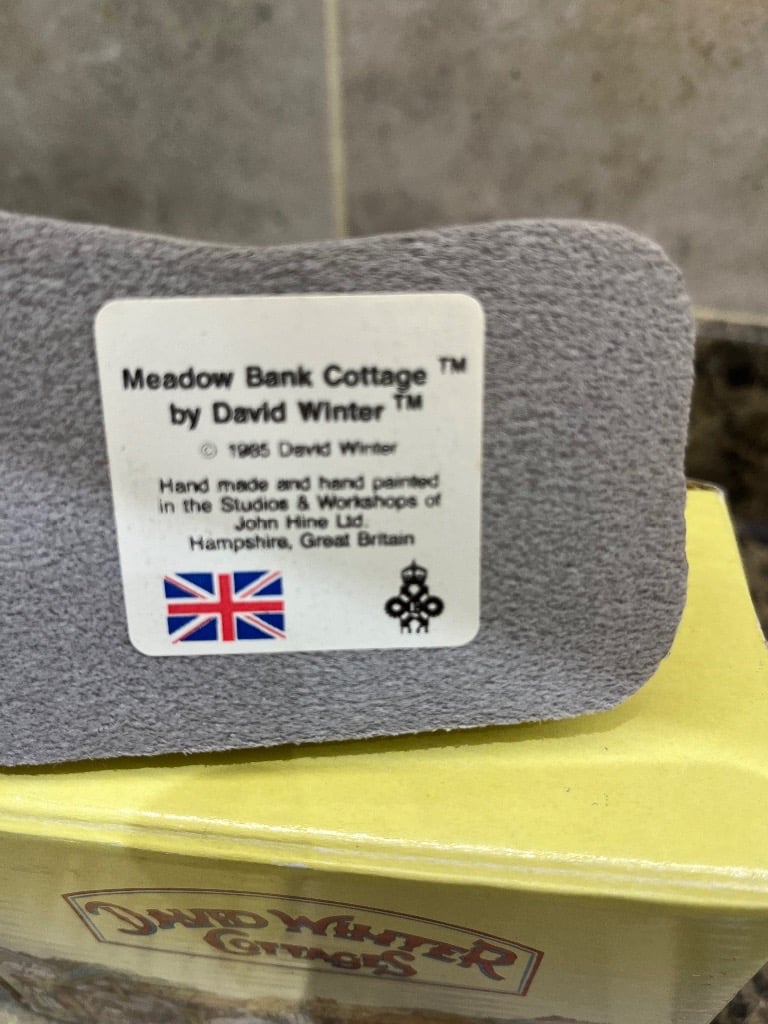 Meadow Bank Cottage ™
by David Winter ™
© 1985 David Winter
Hand made and hand painted
in the Studios & Workshops of
John Hine Ltd.
Hampshire, Great Britain
DAVID WINTER
COTTAGES